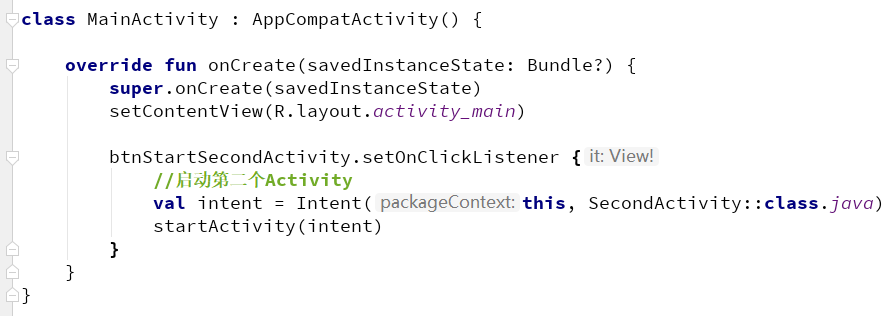 class MainActivity : AppCompatActivity() {
override fun onCreate(savedInstanceState: Bundle?) {
super.onCreate(savedInstanceState)
setContentView(R.layout.activity_main)
btnStartSecondActivity.setOnClickListener { it: View!
//启动第二个Activity
val intent = Intent( packageContext: this, SecondActivity::class.java)
startActivity(intent)
}
}
}